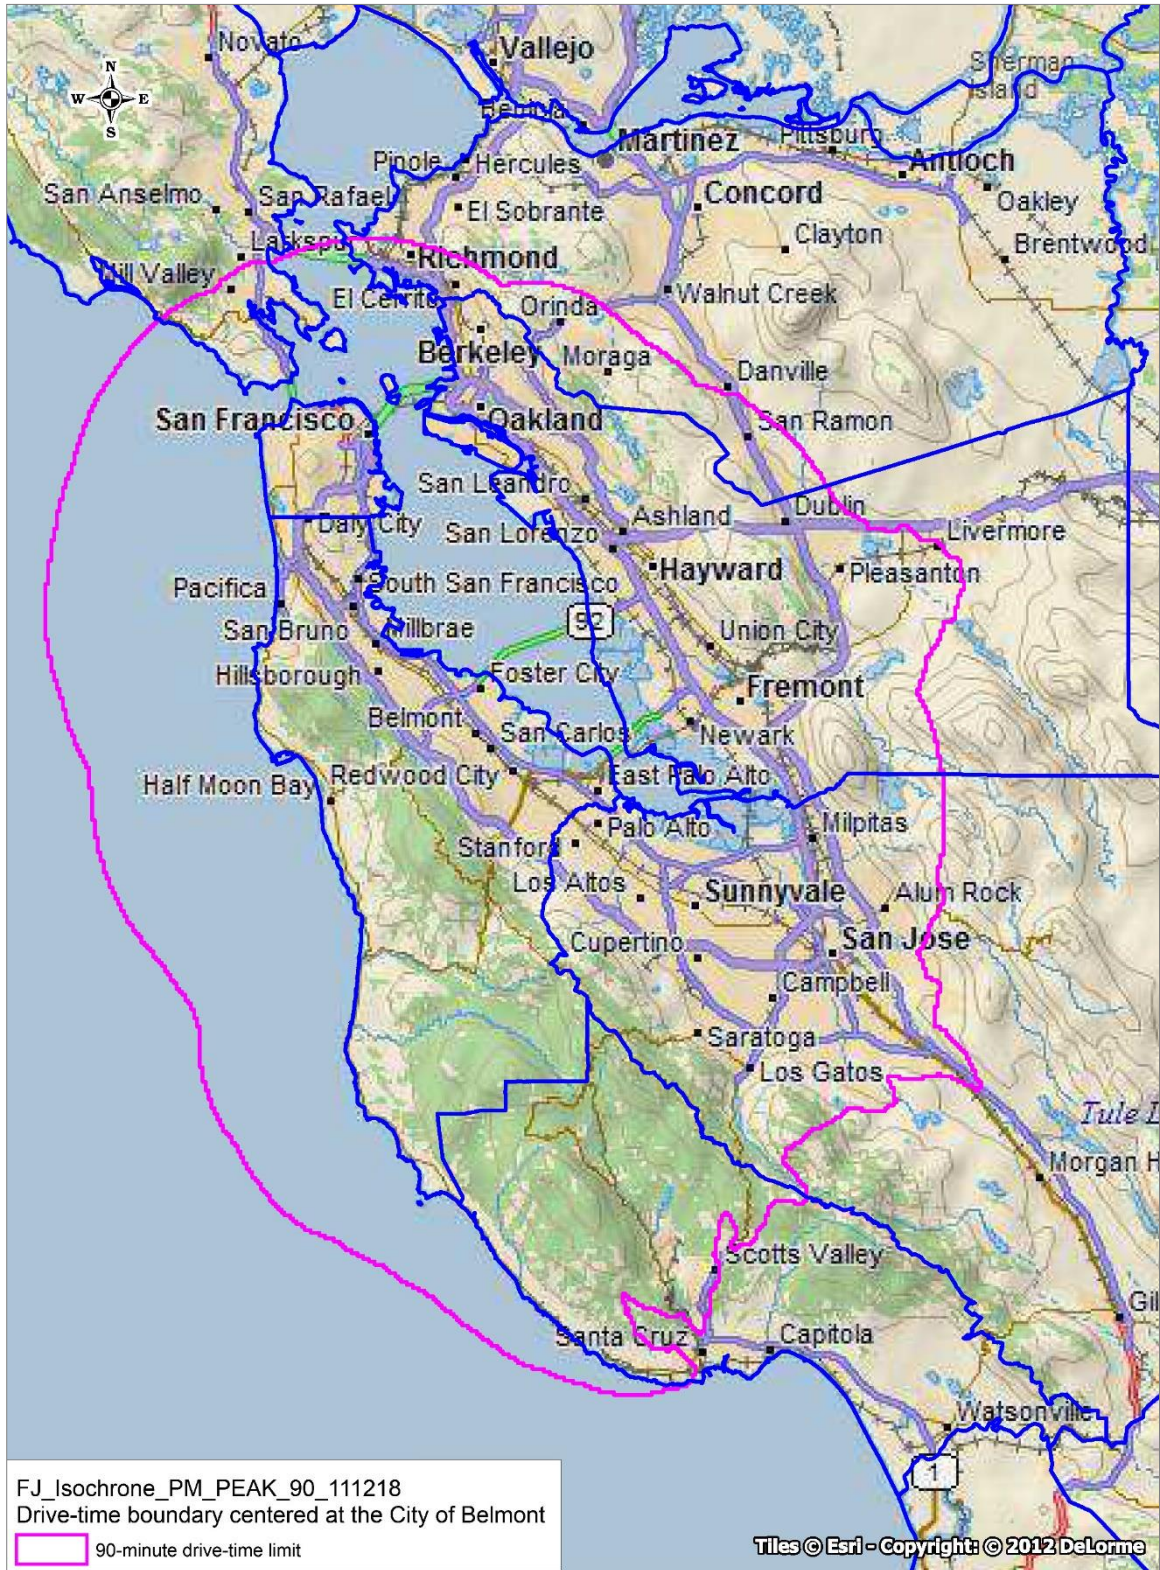 Novato
Vallejo
Sherman
Island
N
W E
S
Benicia
Martinez
Pittsburg
Antioch
Pinole
Hercules
San Anselmo
San Rafael
El Sobrante
Concord
Oakley
Clayton
Brentwood
Larkspu
Richmond
Mill Valley
El Cerrito
Orinda
Walnut Creek
Berkeley
Moraga
Danville
San Francisco
Oakland
San Ramon
San Leandro
Ashland
Dublin
Daly City
San Lorenzo
Livermore
Hayward
Pleasanton
Pacifica
South San Francisco
92
San Bruno
Millbrae
Union City
Hillsborough
Foster City
Fremont
Belmont
San Carlos
Newark
Half Moon Bay
Redwood City
East Palo Alto
Palo Alto
Milpitas
Stanford
Los Altos
Sunnyvale
Alum Rock
Cupertino
San Jose
Campbell
Saratoga
Los Gatos
Tule L
Morgan H
Scotts Valley
Gil
Santa Cruz
Capitola
Watsonville
1
FJ_Isochrone_PM_PEAK_90_111218
Drive-time boundary centered at the City of Belmont
90-minute drive-time limit
Tiles © Esri - Copyright: © 2012 DeLorme